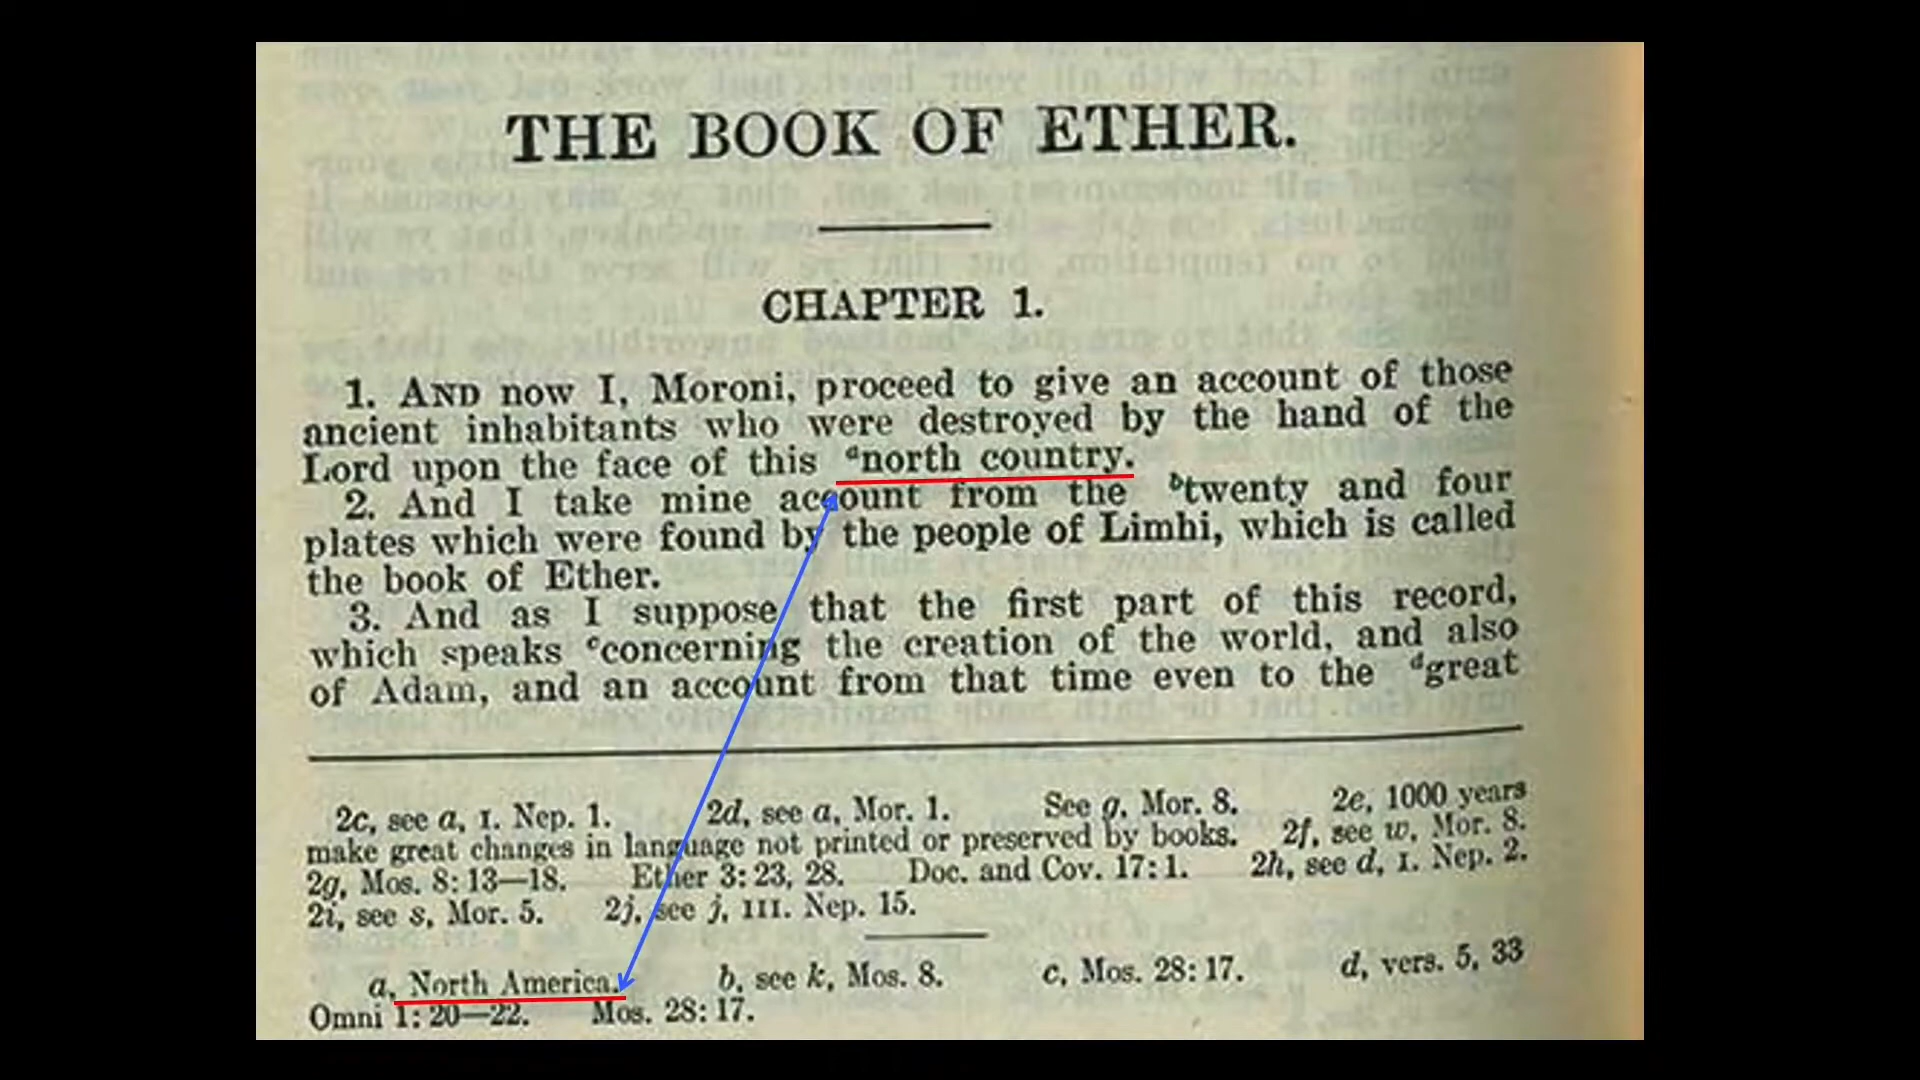 THE BOOK OF ETHER.
CHAPTER 1.
1. AND now I, Moroni, proceed to give an account of those
ancient inhabitants who were destroyed by the hand of the
Lord upon the face of this ᵃnorth country.
2. And I take mine account from the ᵇtwenty and four
plates which were found by the people of Limhi, which is called
the book of Ether.
3. And as I suppose that the first part of this record,
which speaks ᶜconcerning the creation of the world, and also
of Adam, and an account from that time even to the ᵈgreat
2c, see a, I. Nep. 1. 2d, see a, Mor. 1. See g, Mor. 8. 2e, 1000 years
make great changes in language not printed or preserved by books. 2f, see w, Mor. 8.
2g, Mos. 8: 13—18. Ether 3: 23, 28. Doc. and Cov. 17: 1. 2h, see d, I. Nep. 2.
2i, see s, Mor. 5. 2j, see j, III. Nep. 15.
a, North America. b, see k, Mos. 8. c, Mos. 28: 17. d, vers. 5, 33
Omni 1: 20—22. Mos. 28: 17.